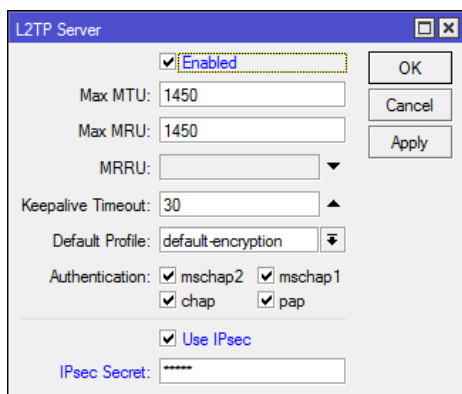 L2TP Server
Enabled
OK
Max MTU: 1450
Cancel
Max MRU: 1450
Apply
MRRU:
Keepalive Timeout: 30
Default Profile: default-encryption
Authentication: mschap2 mschap1
chap pap
Use IPsec
IPsec Secret: *****